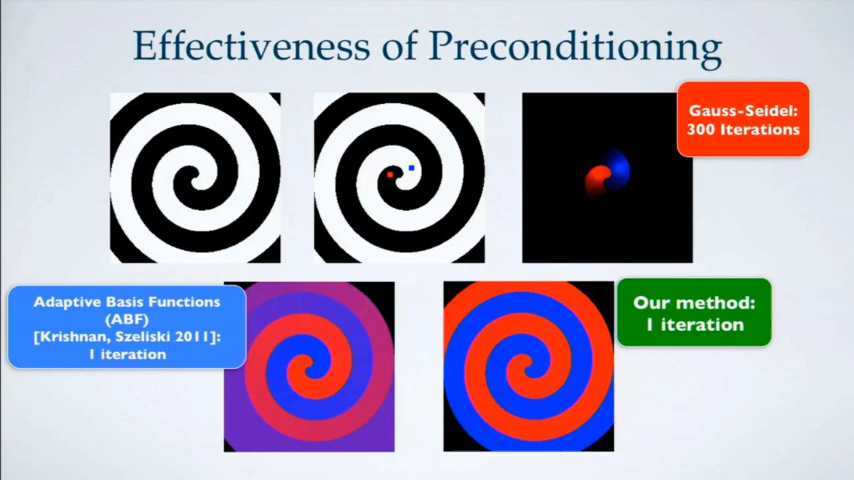 Effectiveness of Preconditioning
Gauss-Seidel:
300 Iterations
Adaptive Basis Functions
(ABF)
[Krishnan, Szeliski 2011]:
1 iteration
Our method:
1 iteration